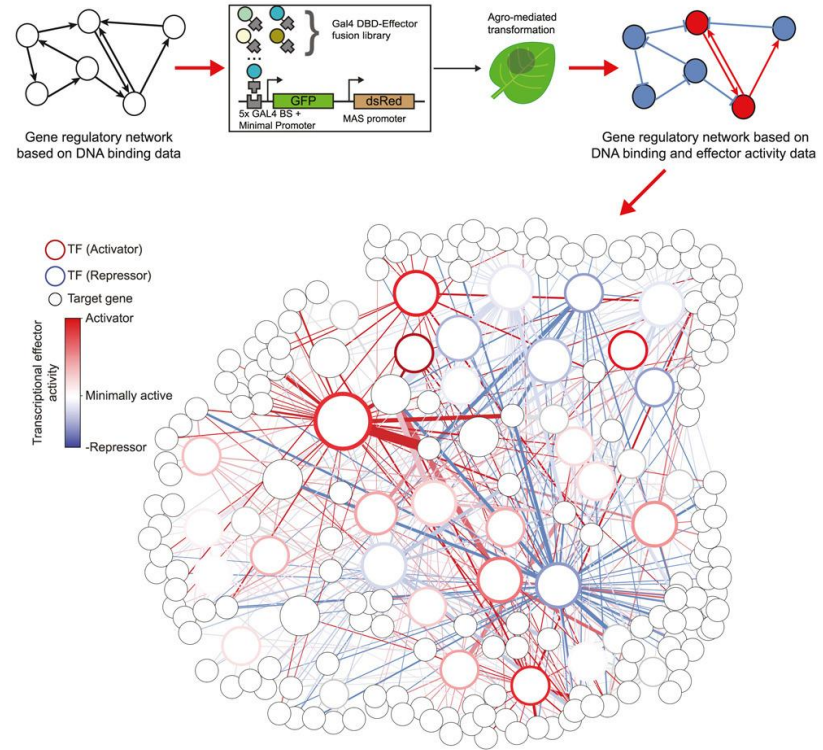 Gal4 DBD-Effector
fusion library
...
GFP
dsRed
5x GAL4 BS +
Minimal Promoter
MAS promoter
Agro-mediated
transformation
Gene regulatory network
based on DNA binding data
Gene regulatory network based on
DNA binding and effector activity data
TF (Activator)
TF (Repressor)
Target gene
Transcriptional effector
activity
Activator
Minimally active
-Repressor